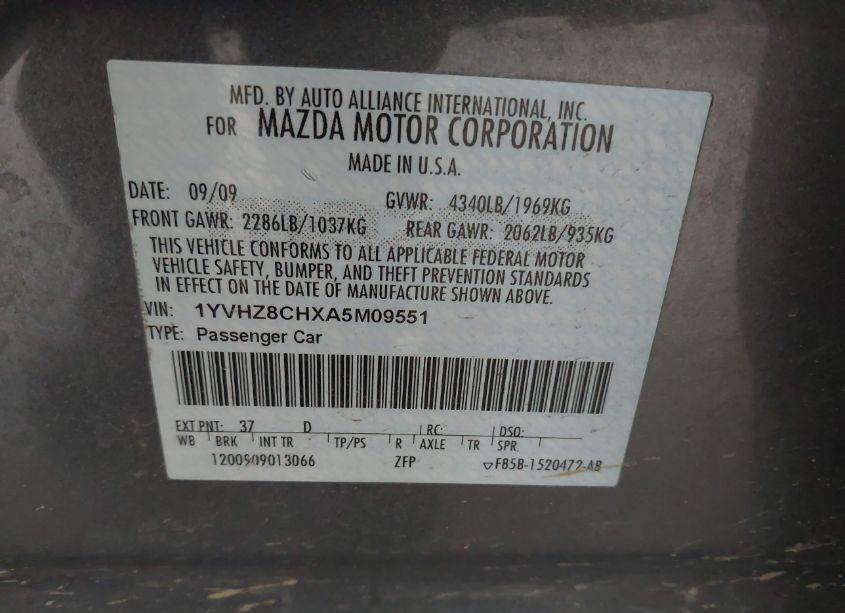 MFD. BY AUTO ALLIANCE INTERNATIONAL, INC.
FOR MAZDA MOTOR CORPORATION
MADE IN U.S.A.
DATE: 09/09 GVWR: 4340LB/1969KG
FRONT GAWR: 2286LB/1037KG REAR GAWR: 2062LB/935KG
THIS VEHICLE CONFORMS TO ALL APPLICABLE FEDERAL MOTOR
VEHICLE SAFETY, BUMPER, AND THEFT PREVENTION STANDARDS
IN EFFECT ON THE DATE OF MANUFACTURE SHOWN ABOVE.
VIN: 1YVHZ8CHXA5M09551
TYPE: Passenger Car
EXT PNT: 37 D RC: DSO:
WB BRK INT TR TP/PS R AXLE TR SPR
1200909013066 ZFP ▽F85B-1520472-AB